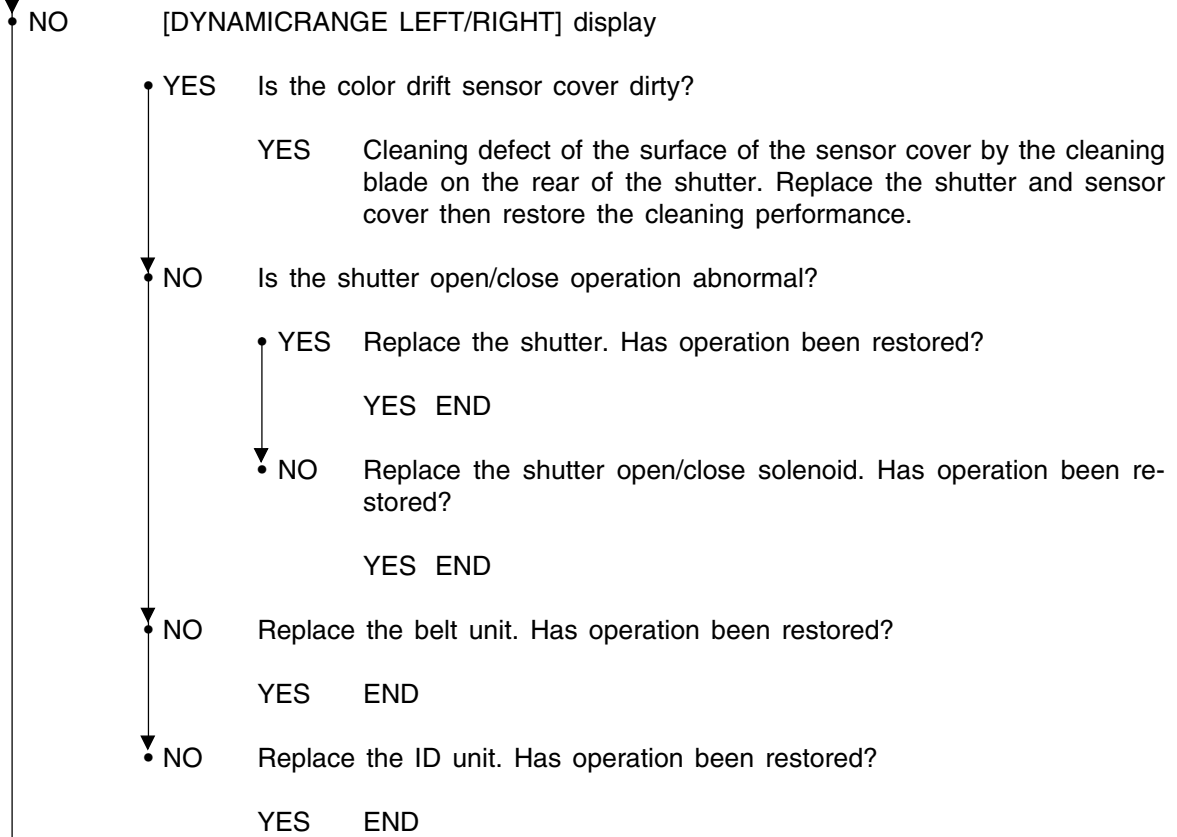 NO [DYNAMICRANGE LEFT/RIGHT] display
YES Is the color drift sensor cover dirty?
YES Cleaning defect of the surface of the sensor cover by the cleaning
blade on the rear of the shutter. Replace the shutter and sensor
cover then restore the cleaning performance.
NO Is the shutter open/close operation abnormal?
YES Replace the shutter. Has operation been restored?
YES END
NO Replace the shutter open/close solenoid. Has operation been re-
stored?
YES END
NO Replace the belt unit. Has operation been restored?
YES END
NO Replace the ID unit. Has operation been restored?
YES END